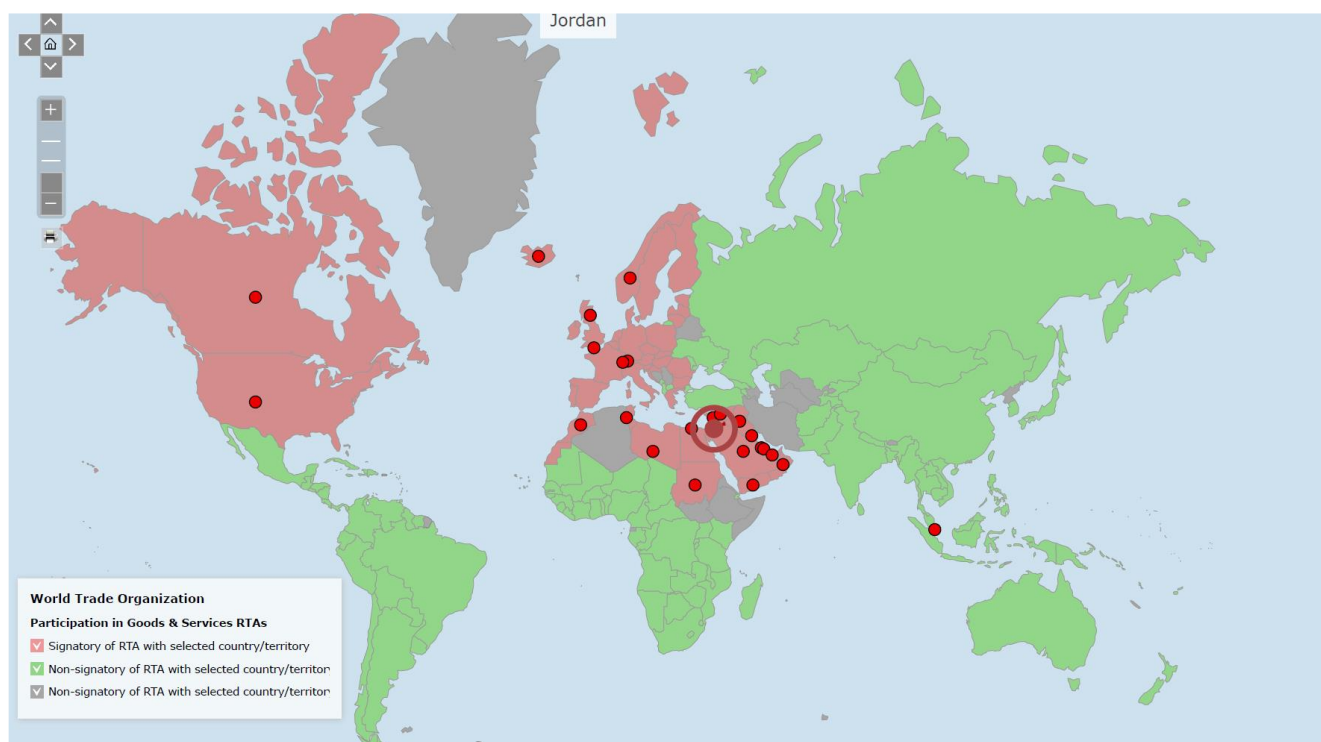 Jordan
World Trade Organization
Participation in Goods & Services RTAs
Signatory of RTA with selected country/territory
Non-signatory of RTA with selected country/territor
Non-signatory of RTA with selected country/territor